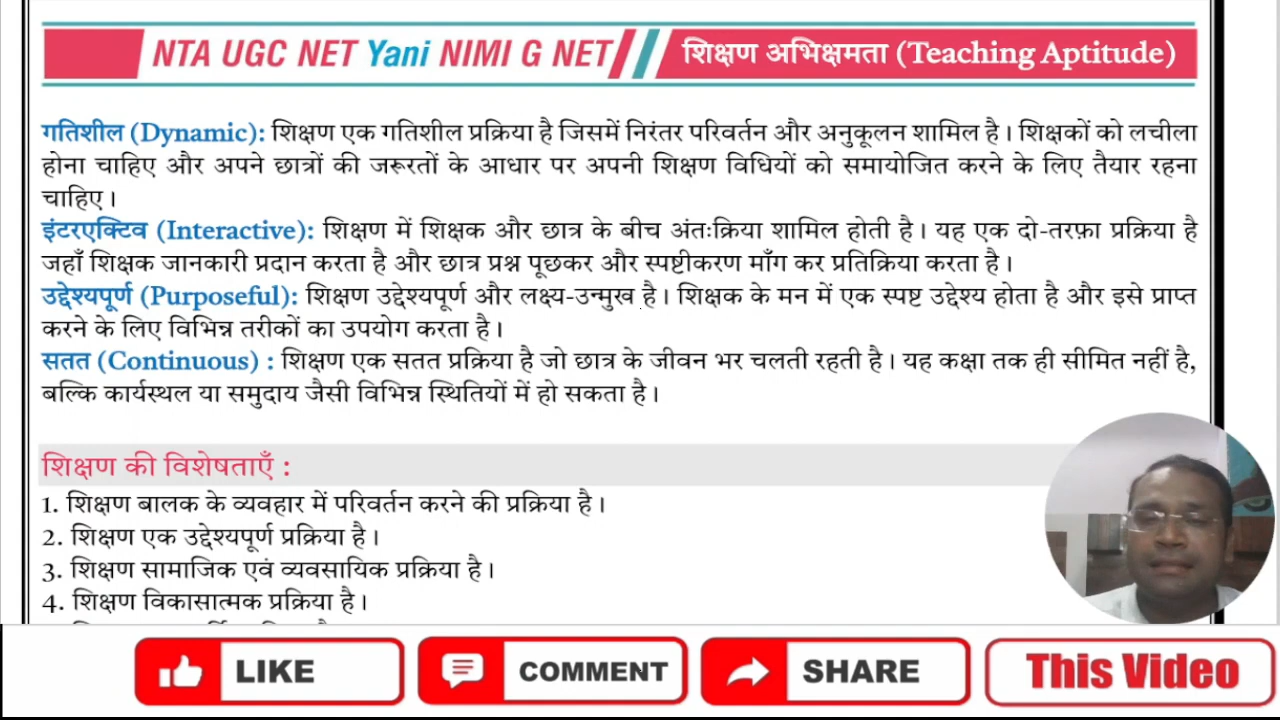 NTA UGC NET Yani NIMI G NET // शिक्षण अभिक्षमता (Teaching Aptitude)
गतिशील (Dynamic): शिक्षण एक गतिशील प्रक्रिया है जिसमें निरंतर परिवर्तन और अनुकूलन शामिल है। शिक्षकों को लचीला
होना चाहिए और अपने छात्रों की जरूरतों के आधार पर अपनी शिक्षण विधियों को समायोजित करने के लिए तैयार रहना
चाहिए।
इंटरएक्टिव (Interactive): शिक्षण में शिक्षक और छात्र के बीच अंतःक्रिया शामिल होती है। यह एक दो-तरफ़ा प्रक्रिया है
जहाँ शिक्षक जानकारी प्रदान करता है और छात्र प्रश्न पूछकर और स्पष्टीकरण माँग कर प्रतिक्रिया करता है।
उद्देश्यपूर्ण (Purposeful): शिक्षण उद्देश्यपूर्ण और लक्ष्य-उन्मुख है। शिक्षक के मन में एक स्पष्ट उद्देश्य होता है और इसे प्राप्त
करने के लिए विभिन्न तरीकों का उपयोग करता है।
सतत (Continuous) : शिक्षण एक सतत प्रक्रिया है जो छात्र के जीवन भर चलती रहती है। यह कक्षा तक ही सीमित नहीं है,
बल्कि कार्यस्थल या समुदाय जैसी विभिन्न स्थितियों में हो सकता है।
शिक्षण की विशेषताएँ :
1. शिक्षण बालक के व्यवहार में परिवर्तन करने की प्रक्रिया है।
2. शिक्षण एक उद्देश्यपूर्ण प्रक्रिया है।
3. शिक्षण सामाजिक एवं व्यवसायिक प्रक्रिया है।
4. शिक्षण विकासात्मक प्रक्रिया है।
LIKE COMMENT SHARE This Video